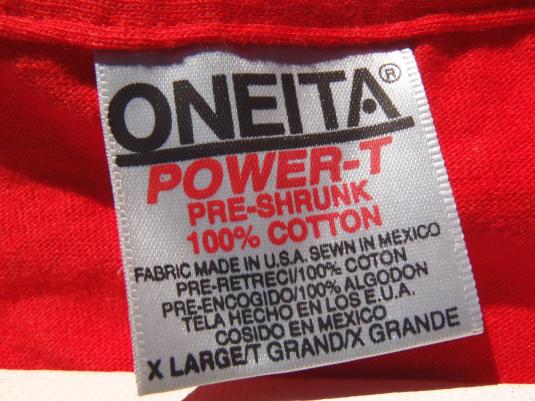 ONEITA®
POWER-T
PRE-SHRUNK
100% COTTON
FABRIC MADE IN U.S.A. SEWN IN MEXICO
PRE-RETRECI/100% COTON
PRE-ENCOGIDO/100% ALGODON
TELA HECHO EN LOS E.U.A.
COSIDO EN MEXICO
X LARGE/T GRAND/X GRANDE